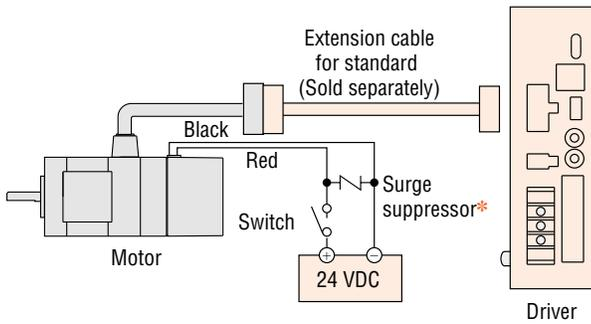 Extension cable
for standard
(Sold separately)
Black
Red
Surge
suppressor*
Switch
Motor
+
−
24 VDC
Driver